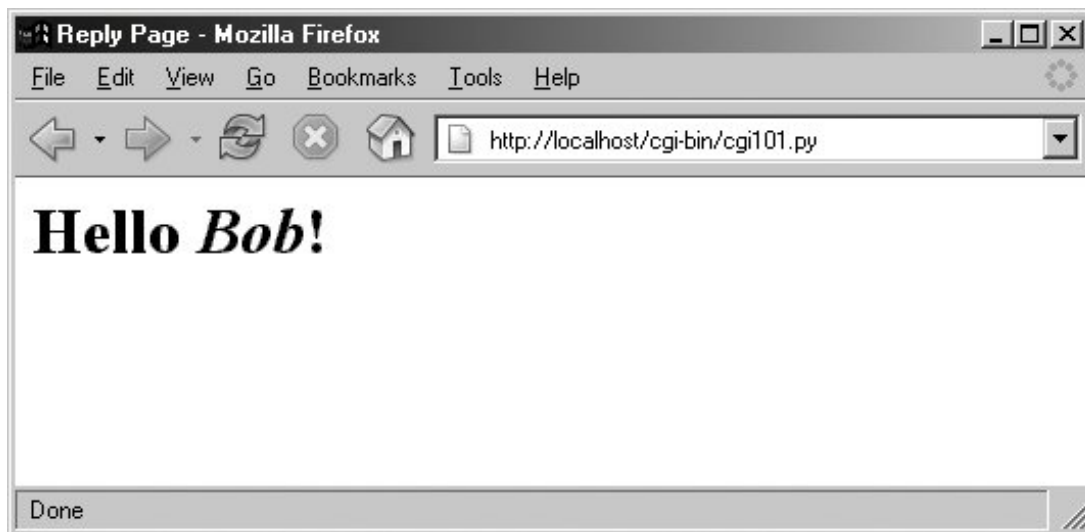 Reply Page - Mozilla Firefox
File Edit View Go Bookmarks Tools Help
http://localhost/cgi-bin/cgi101.py
Hello Bob!
Done